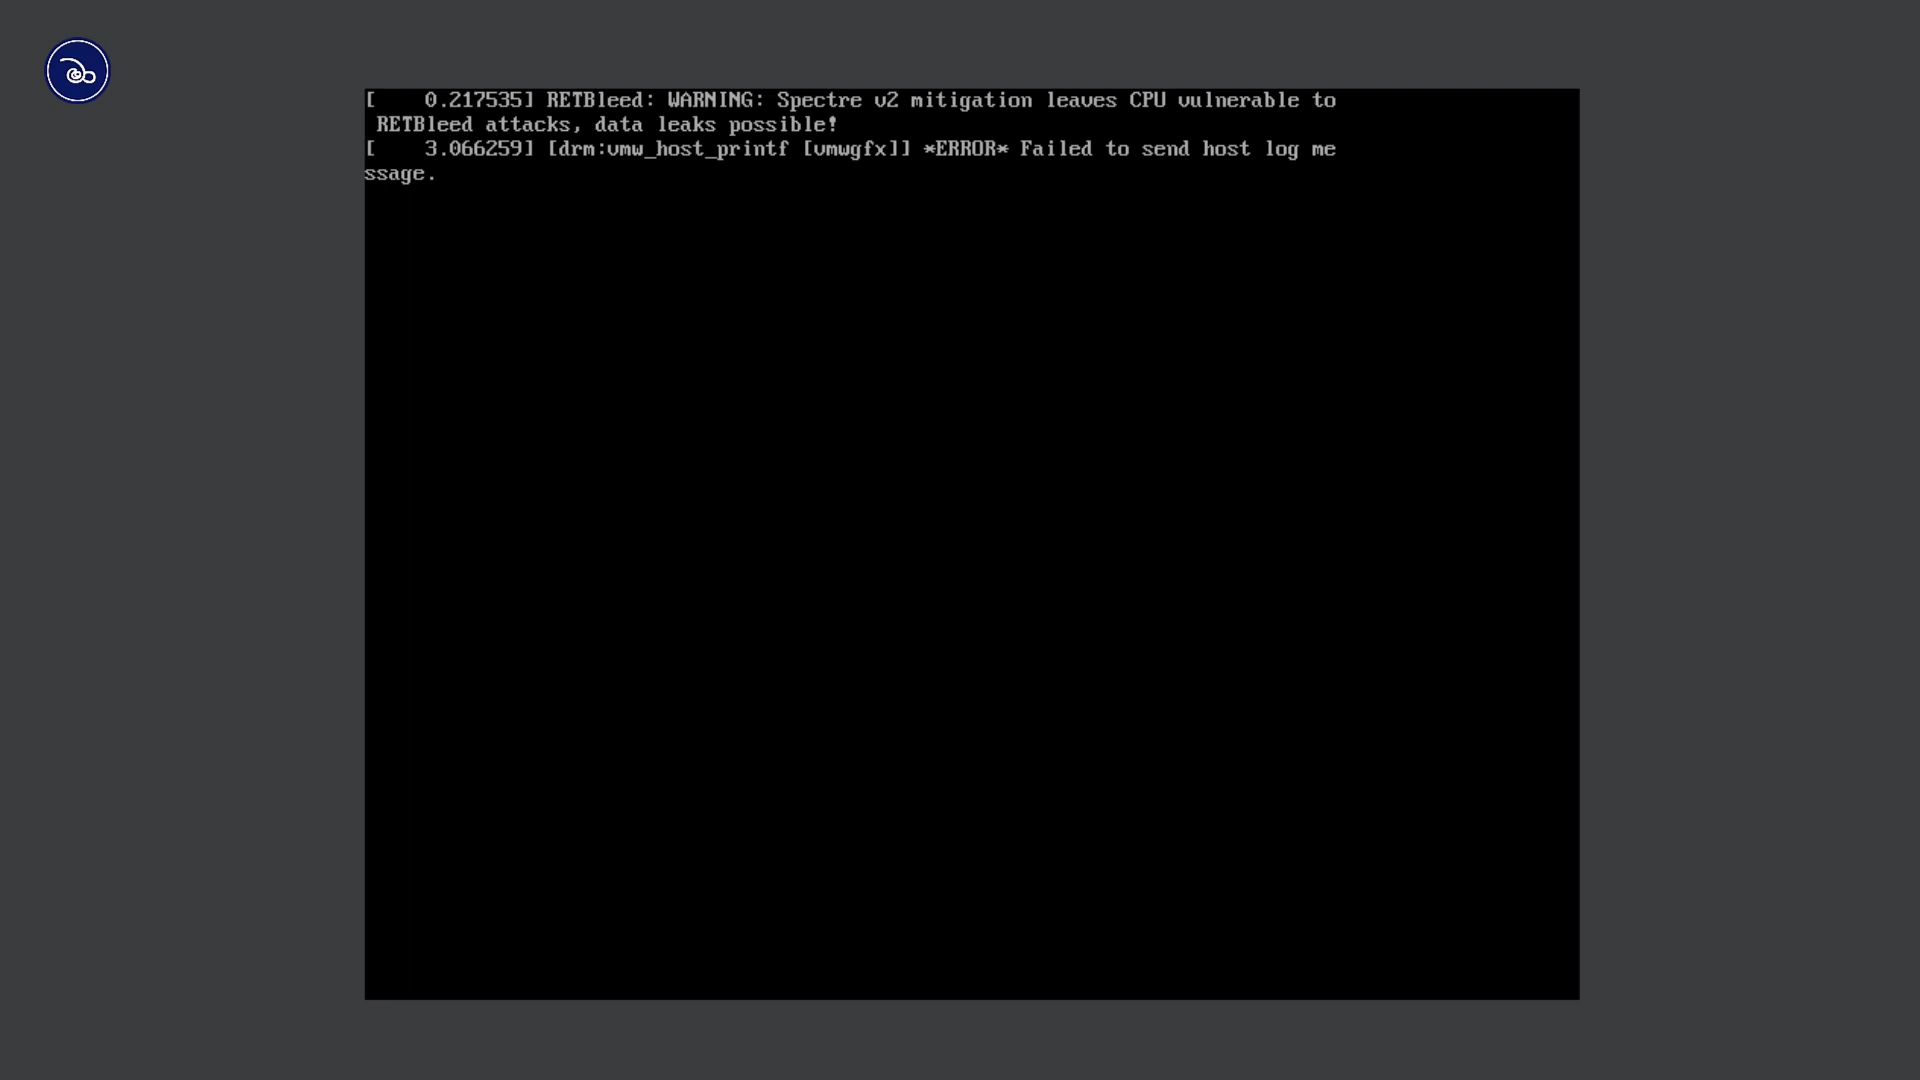 [    0.217535] RETBleed: WARNING: Spectre v2 mitigation leaves CPU vulnerable to
 RETBleed attacks, data leaks possible!
[    3.066259] [drm:vmw_host_printf [vmwgfx]] *ERROR* Failed to send host log me
ssage.